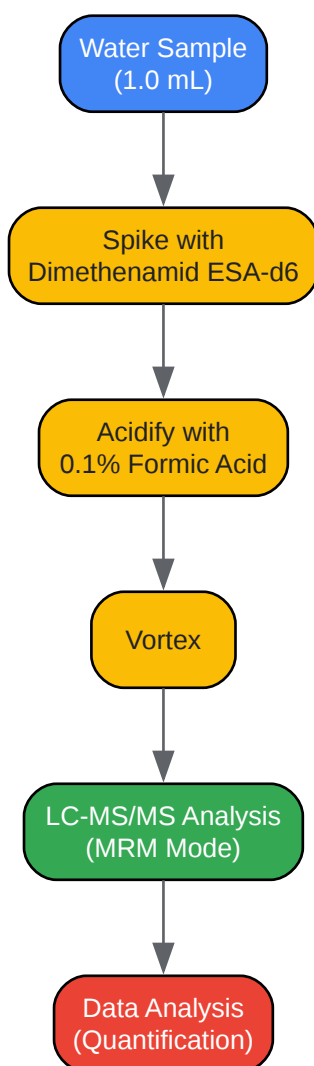 Water Sample
(1.0 mL)
Spike with
Dimethenamid ESA-d6
Acidify with
0.1% Formic Acid
Vortex
LC-MS/MS Analysis
(MRM Mode)
Data Analysis
(Quantification)